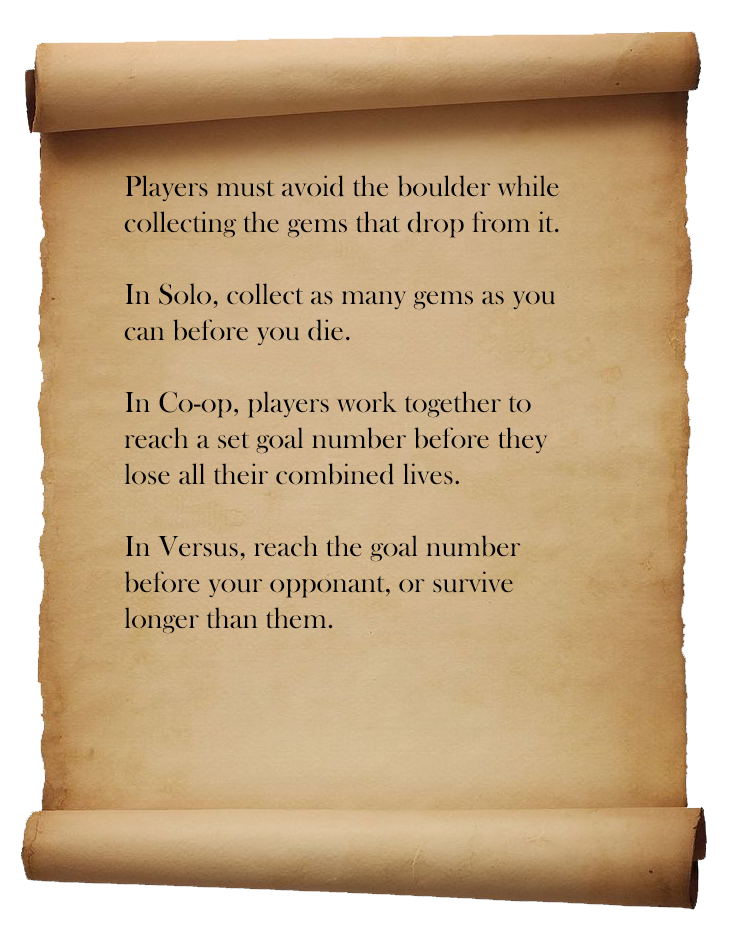 Players must avoid the boulder while
collecting the gems that drop from it.
In Solo, collect as many gems as you
can before you die.
In Co-op, players work together to
reach a set goal number before they
lose all their combined lives.
In Versus, reach the goal number
before your opponant, or survive
longer than them.